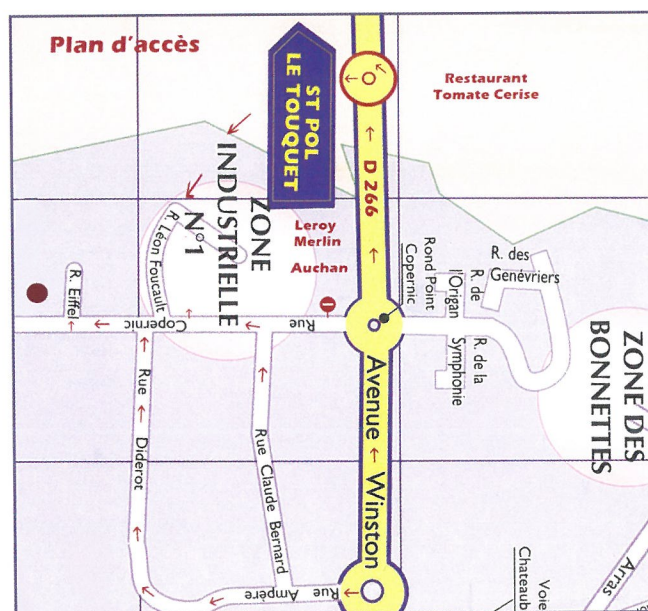 Plan d'accès
ST POL
LE TOUQUET
Restaurant
Tomate Cerise
D 266
ZONE
INDUSTRIELLE
N°1
R. Léon Foucault
Leroy
Merlin
Auchan
Rond Point
Copernic
R. des
Genévriers
R. de
l'Origan
R. de la
Symphonie
ZONE DES
BONNETTES
R. Eiffel
Rue
Copernic
Avenue
Winston
Rue
Diderot
Rue Claude Bernard
Rue
Ampère
Voie
Chateaub
Arras